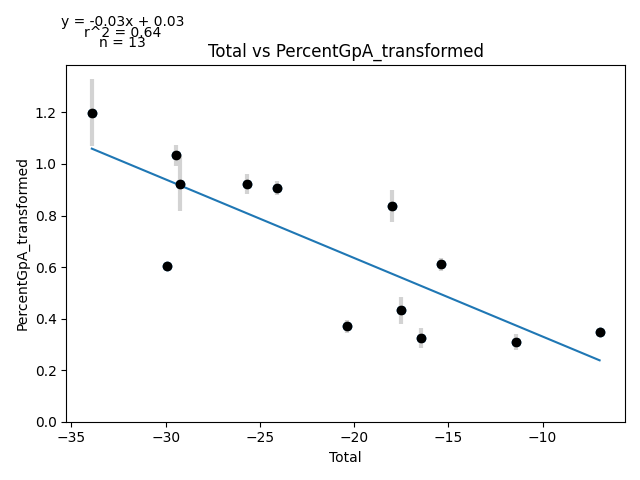 y = -0.03x + 0.03
r^2 = 0.64
n = 13
Total vs PercentGpA_transformed
PercentGpA_transformed
1.2
1.0
0.8
0.6
0.4
0.2
0.0
−35
−30
−25
−20
−15
−10
Total